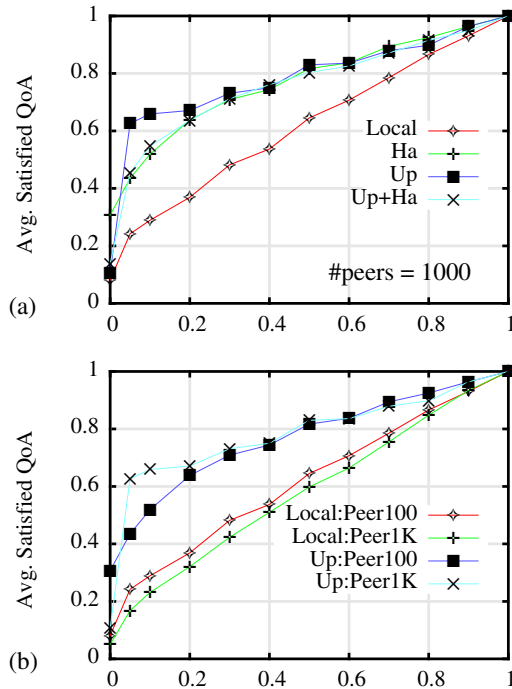 1
0.8
0.6
0.4
0.2
0
Avg. Satisfied QoA
Local
Ha
Up
Up+Ha
#peers = 1000
(a)
0 0.2 0.4 0.6 0.8 1
1
0.8
0.6
0.4
0.2
0
Avg. Satisfied QoA
Local:Peer100
Local:Peer1K
Up:Peer100
Up:Peer1K
(b)
0 0.2 0.4 0.6 0.8 1